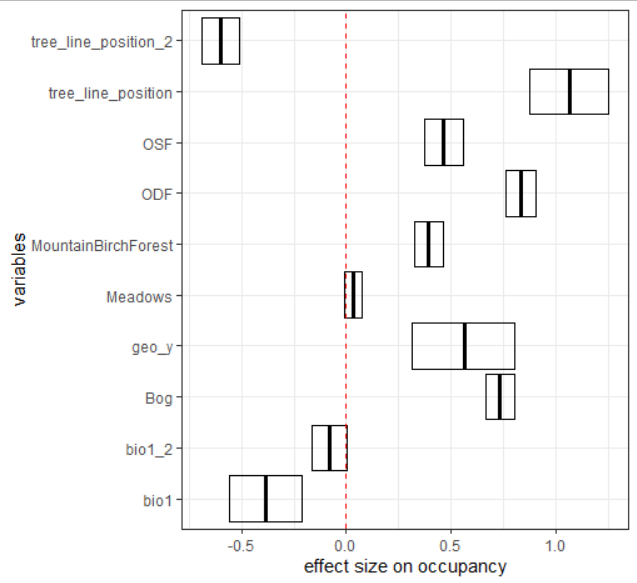 tree_line_position_2
tree_line_position
OSF
ODF
MountainBirchForest
Meadows
geo_y
Bog
bio1_2
bio1
variables
-0.5 0.0 0.5 1.0
effect size on occupancy